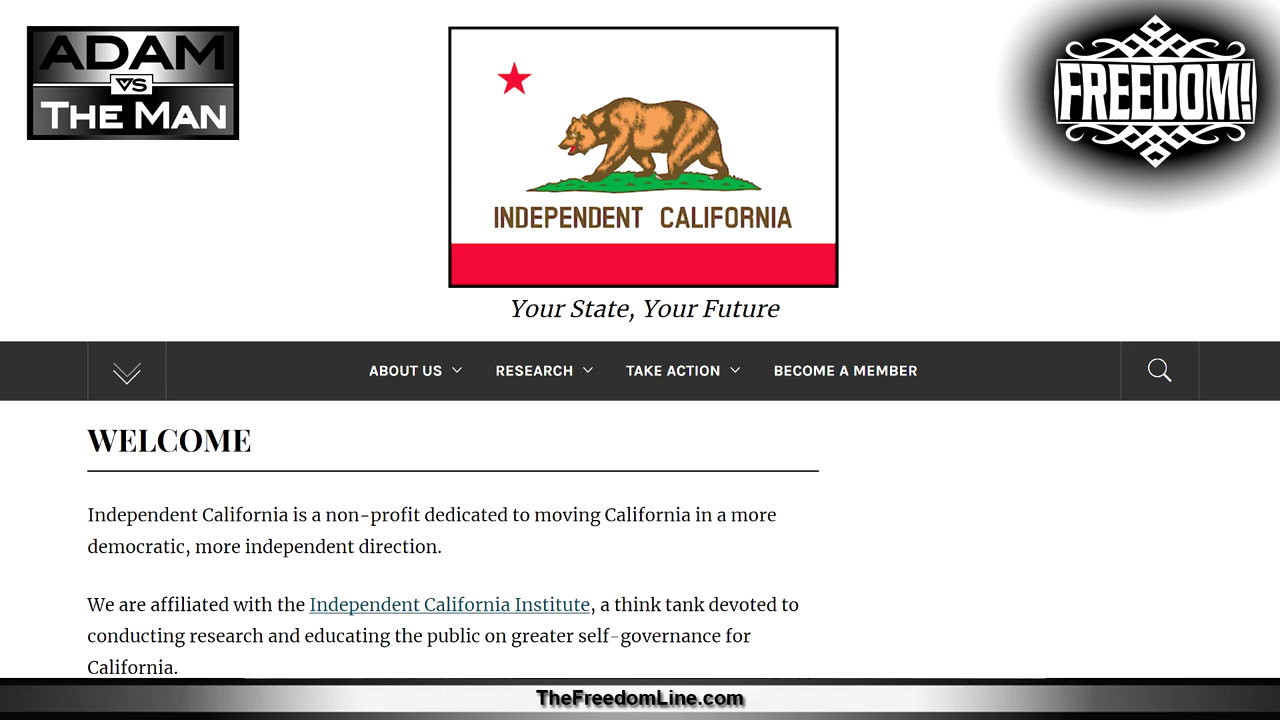 ADAM
VS
THE MAN
FREEDOM!
INDEPENDENT CALIFORNIA
Your State, Your Future
ABOUT US RESEARCH TAKE ACTION BECOME A MEMBER
WELCOME
Independent California is a non-profit dedicated to moving California in a more
democratic, more independent direction.
We are affiliated with the Independent California Institute, a think tank devoted to
conducting research and educating the public on greater self-governance for
California.
TheFreedomLine.com